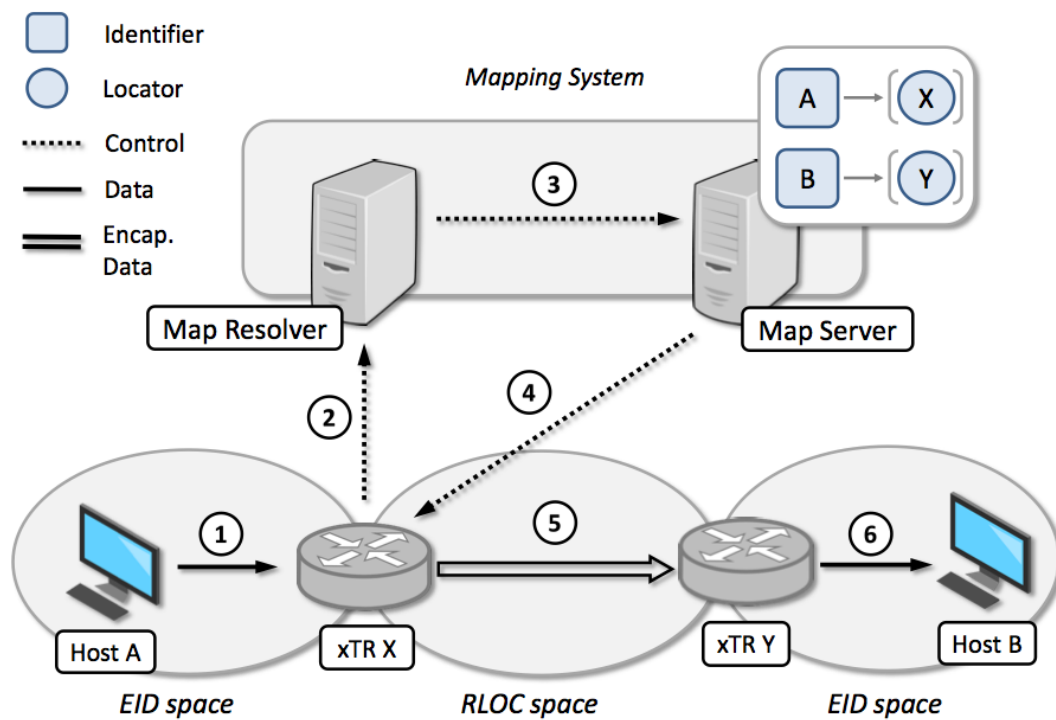 Identifier
Locator
Control
Data
Encap.
Data
Mapping System
A
X
B
Y
3
Map Resolver
Map Server
2
4
1
5
6
Host A
xTR X
xTR Y
Host B
EID space
RLOC space
EID space